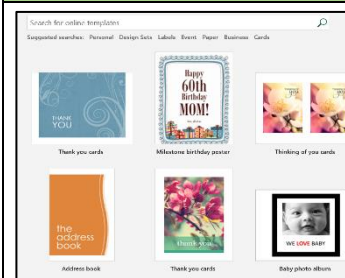 Search for online templates
Suggested searches: Personal Design Sets Labels Event Paper Business Cards
THANK
YOU
Happy
60th
Birthday
MOM!
Thank you cards
Milestone birthday poster
Thinking of you cards
the
address
book
thank you
WE LOVE BABY
Address book
Thank you cards
Baby photo album